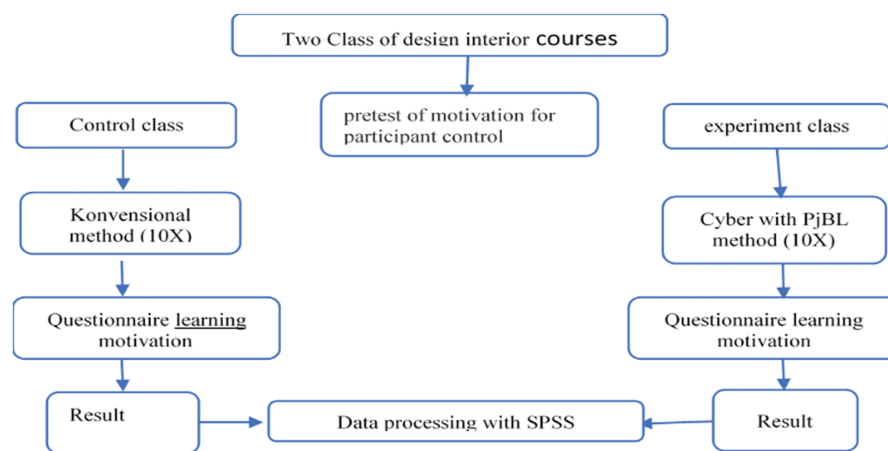 Two Class of design interior courses
Control class
pretest of motivation for
participant control
experiment class
Konvensional
method (10X)
Cyber with PjBL
method (10X)
Questionnaire learning
motivation
Questionnaire learning
motivation
Result
Data processing with SPSS
Result